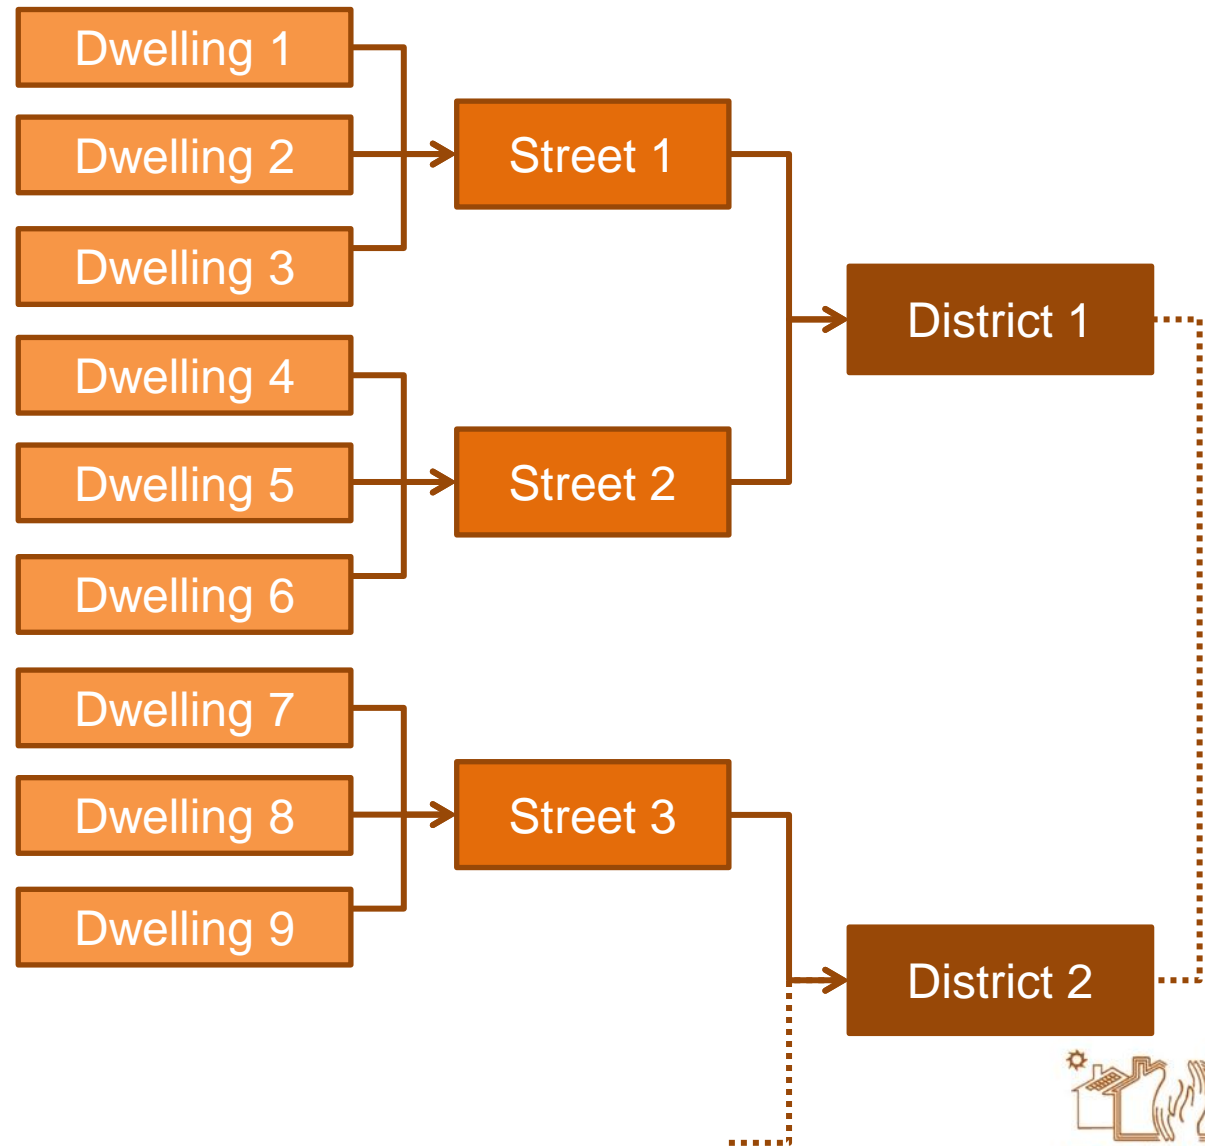 Dwelling 1
Dwelling 2
Dwelling 3
Dwelling 4
Dwelling 5
Dwelling 6
Dwelling 7
Dwelling 8
Dwelling 9
Street 1
Street 2
Street 3
District 1
District 2